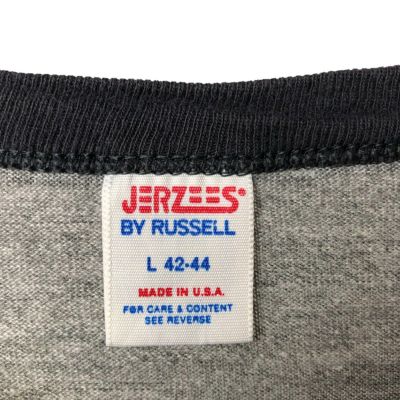 JERZEES®
BY RUSSELL
L 42-44
MADE IN U.S.A.
FOR CARE & CONTENT
SEE REVERSE